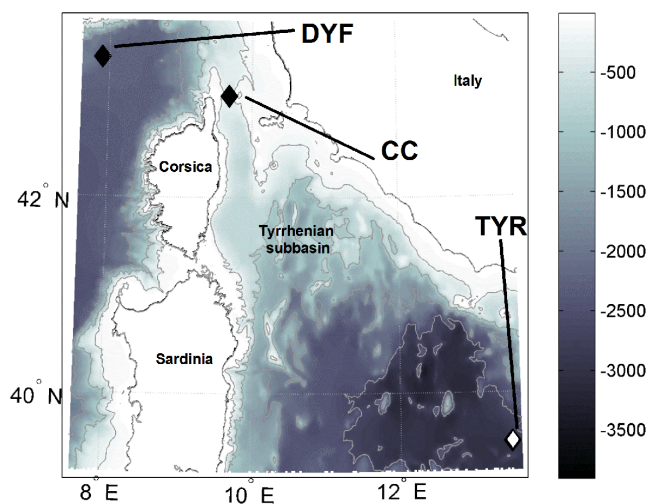 DYF
Italy
CC
Corsica
42° N
Tyrrhenian
subbasin
TYR
Sardinia
40° N
8° E
10° E
12° E
-500
-1000
-1500
-2000
-2500
-3000
-3500